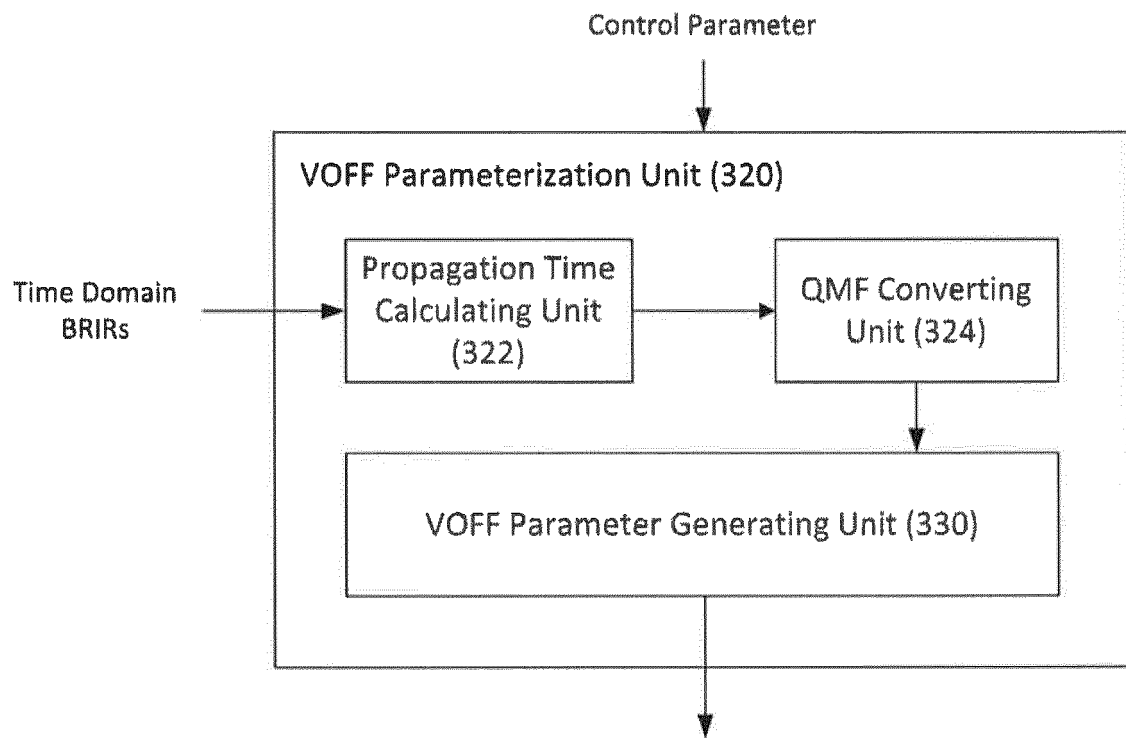 Control Parameter
VOFF Parameterization Unit (320)
Time Domain
BRIRs
Propagation Time
Calculating Unit
(322)
QMF Converting
Unit (324)
VOFF Parameter Generating Unit (330)